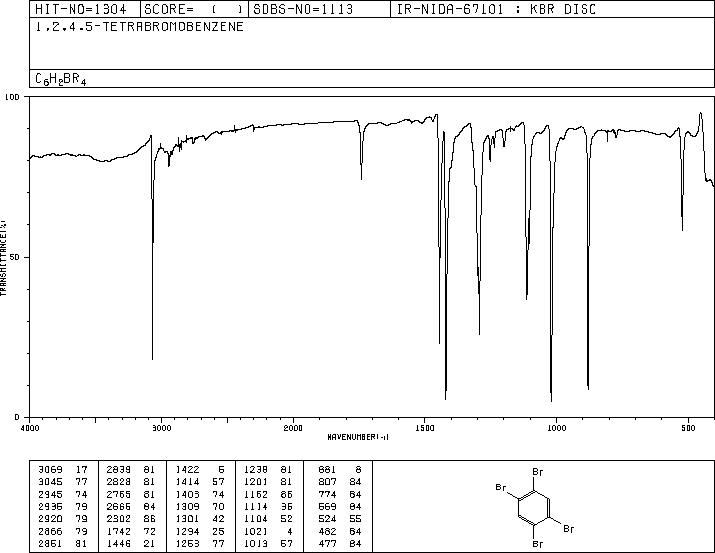 HIT-NO=1304 SCORE= ( ) SDBS-NO=1113 IR-NIDA-67101 : KBR DISC
1,2,4,5-TETRABROMOBENZENE
C6H2BR4
100
50
0
TRANSMITTANCE(%)
4000 3000 2000 1500 1000 500
WAVENUMBER(-1)
3069 17 2839 81 1422 5 1238 81 881 8
3045 77 2828 81 1414 57 1201 81 807 84
2945 74 2765 81 1403 74 1162 86 774 84
2935 79 2666 84 1309 70 1114 35 669 84
2920 79 2302 86 1301 42 1104 52 524 55
2866 79 1742 72 1294 25 1021 4 482 84
2851 81 1446 21 1253 77 1013 57 477 84
Br
Br
Br
Br